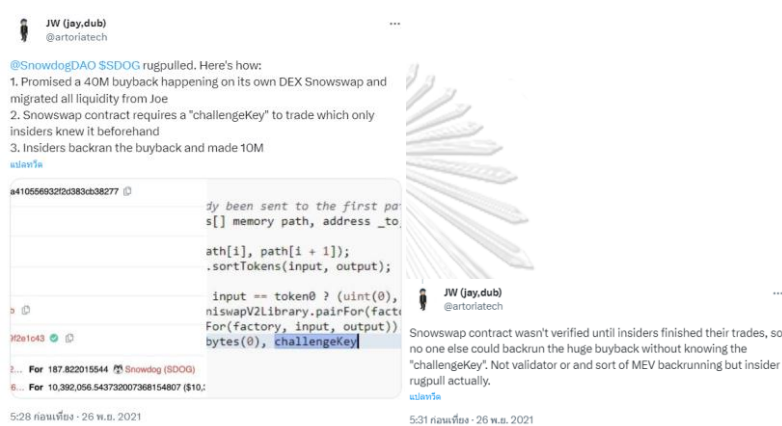 JW (jay,dub)
@artoriatech
@SnowdogDAO $SDOG rugpulled. Here's how:
1. Promised a 40M buyback happening on its own DEX Snowswap and
migrated all liquidity from Joe
2. Snowswap contract requires a "challengeKey" to trade which only
insiders knew it beforehand
3. Insiders backran the buyback and made 10M
แปลทวีต
a410556932f2d383cb38277
dy been sent to the first pa
s[] memory path, address _to
ath[i], path[i + 1]);
.sortTokens(input, output);
input == token0 ? (uint(0),
niswapV2Library.pairFor(facto
For(factory, input, output))
bytes(0), challengeKey
9f2e1c43
For 187.822015544 Snowdog (SDOG)
For 10,392,056.543732007368154807 ($10,
5:28 ก่อนเที่ยง · 26 พ.ย. 2021
JW (jay,dub)
@artoriatech
Snowswap contract wasn't verified until insiders finished their trades, so
no one else could backrun the huge buyback without knowing the
"challengeKey". Not validator or and sort of MEV backrunning but insider
rugpull actually.
แปลทวีต
5:31 ก่อนเที่ยง · 26 พ.ย. 2021